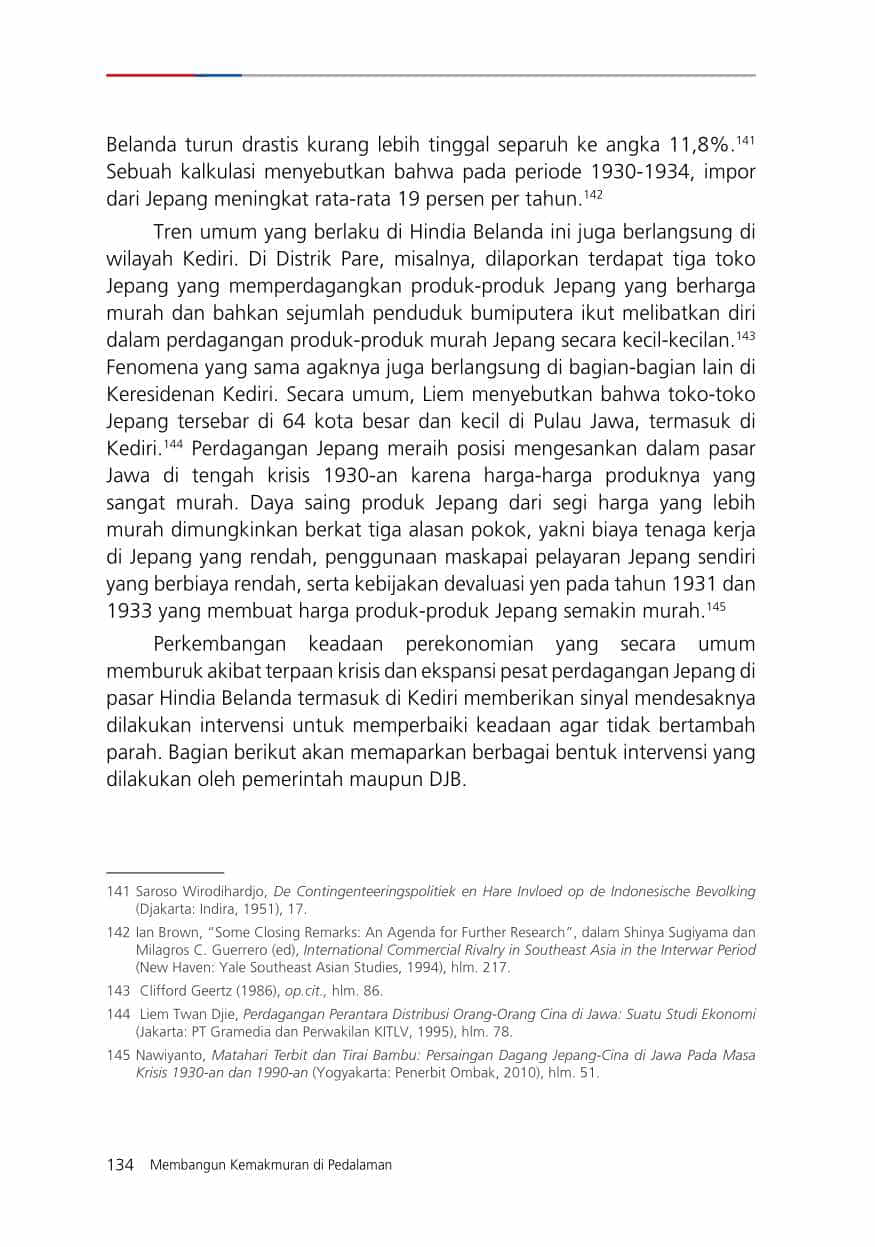 Belanda turun drastis kurang lebih tinggal separuh ke angka 11,8%.141
Sebuah kalkulasi menyebutkan bahwa pada periode 1930-1934, impor
dari Jepang meningkat rata-rata 19 persen per tahun.142
Tren umum yang berlaku di Hindia Belanda ini juga berlangsung di
wilayah Kediri. Di Distrik Pare, misalnya, dilaporkan terdapat tiga toko
Jepang yang memperdagangkan produk-produk Jepang yang berharga
murah dan bahkan sejumlah penduduk bumiputera ikut melibatkan diri
dalam perdagangan produk-produk murah Jepang secara kecil-kecilan.143
Fenomena yang sama agaknya juga berlangsung di bagian-bagian lain di
Keresidenan Kediri. Secara umum, Liem menyebutkan bahwa toko-toko
Jepang tersebar di 64 kota besar dan kecil di Pulau Jawa, termasuk di
Kediri.144 Perdagangan Jepang meraih posisi mengesankan dalam pasar
Jawa di tengah krisis 1930-an karena harga-harga produknya yang
sangat murah. Daya saing produk Jepang dari segi harga yang lebih
murah dimungkinkan berkat tiga alasan pokok, yakni biaya tenaga kerja
di Jepang yang rendah, penggunaan maskapai pelayaran Jepang sendiri
yang berbiaya rendah, serta kebijakan devaluasi yen pada tahun 1931 dan
1933 yang membuat harga produk-produk Jepang semakin murah.145
Perkembangan keadaan perekonomian yang secara umum
memburuk akibat terpaan krisis dan ekspansi pesat perdagangan Jepang di
pasar Hindia Belanda termasuk di Kediri memberikan sinyal mendesaknya
dilakukan intervensi untuk memperbaiki keadaan agar tidak bertambah
parah. Bagian berikut akan memaparkan berbagai bentuk intervensi yang
dilakukan oleh pemerintah maupun DJB.
141 Saroso Wirodihardjo, De Contingenteeringspolitiek en Hare Invloed op de Indonesische Bevolking
(Djakarta: Indira, 1951), 17.
142 Ian Brown, “Some Closing Remarks: An Agenda for Further Research”, dalam Shinya Sugiyama dan
Milagros C. Guerrero (ed), International Commercial Rivalry in Southeast Asia in the Interwar Period
(New Haven: Yale Southeast Asian Studies, 1994), hlm. 217.
143 Clifford Geertz (1986), op.cit., hlm. 86.
144 Liem Twan Djie, Perdagangan Perantara Distribusi Orang-Orang Cina di Jawa: Suatu Studi Ekonomi
(Jakarta: PT Gramedia dan Perwakilan KITLV, 1995), hlm. 78.
145 Nawiyanto, Matahari Terbit dan Tirai Bambu: Persaingan Dagang Jepang-Cina di Jawa Pada Masa
Krisis 1930-an dan 1990-an (Yogyakarta: Penerbit Ombak, 2010), hlm. 51.
134 Membangun Kemakmuran di Pedalaman